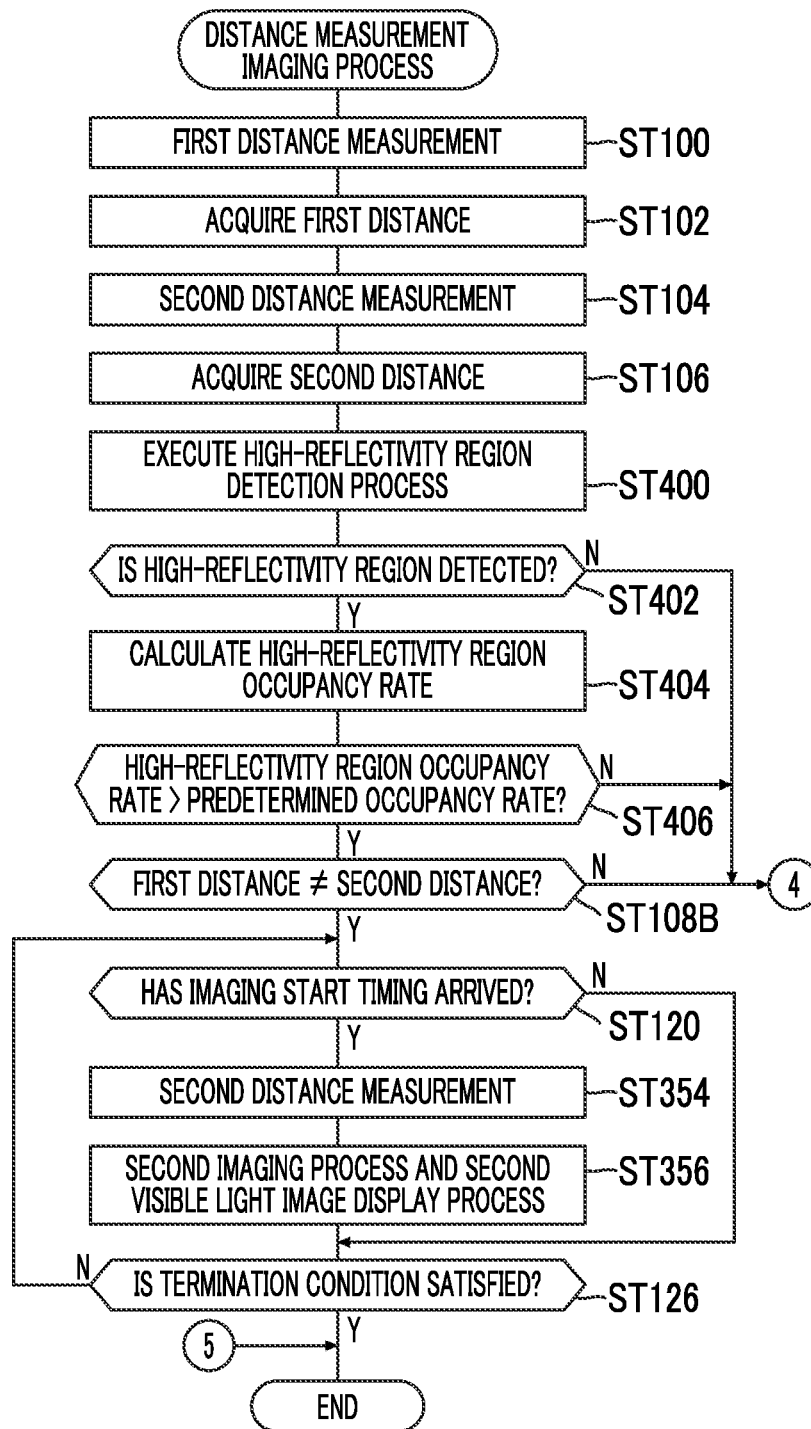 DISTANCE MEASUREMENT
IMAGING PROCESS
FIRST DISTANCE MEASUREMENT
ST100
ACQUIRE FIRST DISTANCE
ST102
SECOND DISTANCE MEASUREMENT
ST104
ACQUIRE SECOND DISTANCE
ST106
EXECUTE HIGH-REFLECTIVITY REGION
DETECTION PROCESS
ST400
IS HIGH-REFLECTIVITY REGION DETECTED?
N
ST402
Y
CALCULATE HIGH-REFLECTIVITY REGION
OCCUPANCY RATE
ST404
HIGH-REFLECTIVITY REGION OCCUPANCY
RATE > PREDETERMINED OCCUPANCY RATE?
N
ST406
Y
FIRST DISTANCE ≠ SECOND DISTANCE?
N
4
ST108B
Y
HAS IMAGING START TIMING ARRIVED?
N
ST120
Y
SECOND DISTANCE MEASUREMENT
ST354
SECOND IMAGING PROCESS AND SECOND
VISIBLE LIGHT IMAGE DISPLAY PROCESS
ST356
N
IS TERMINATION CONDITION SATISFIED?
ST126
Y
5
END